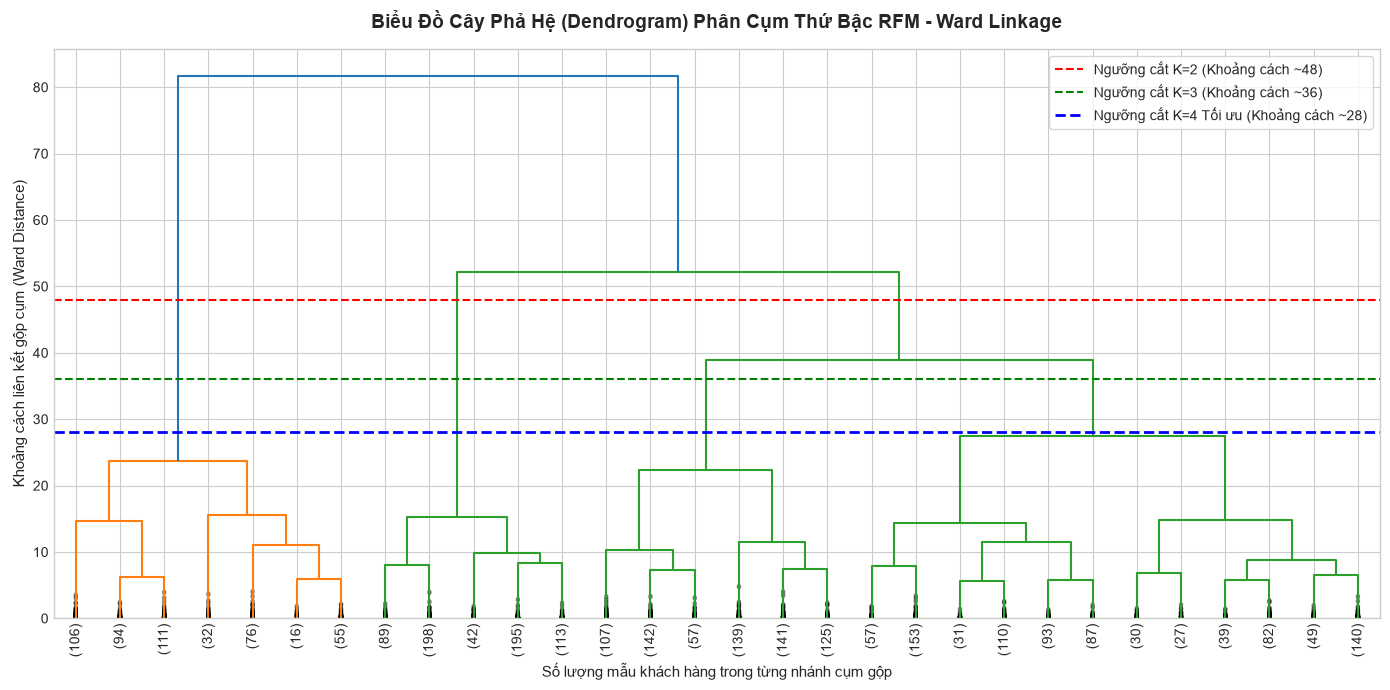 Biểu Đồ Cây Phả Hệ (Dendrogram) Phân Cụm Thứ Bậc RFM - Ward Linkage
Ngưỡng cắt K=2 (Khoảng cách ~48)
Ngưỡng cắt K=3 (Khoảng cách ~36)
Ngưỡng cắt K=4 Tối ưu (Khoảng cách ~28)
Khoảng cách liên kết gộp cụm (Ward Distance)
80
70
60
50
40
30
20
10
0
(106) (94) (111) (32) (76) (16) (55) (89) (198) (42) (195) (113) (107) (142) (57) (139) (141) (125) (57) (153) (31) (110) (93) (87) (30) (27) (39) (82) (49) (140)
Số lượng mẫu khách hàng trong từng nhánh cụm gộp